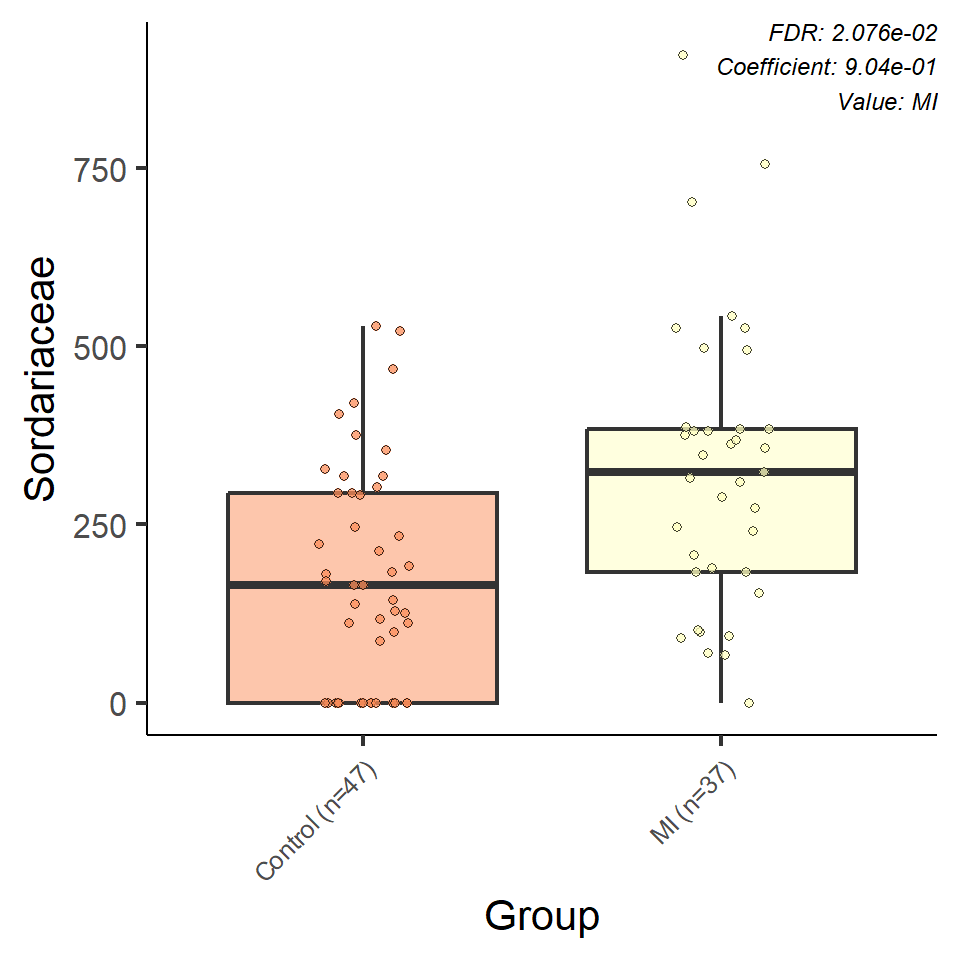 FDR: 2.076e-02
Coefficient: 9.04e-01
Value: MI
750
500
250
0
Sordariaceae
Control (n=47)
MI (n=37)
Group